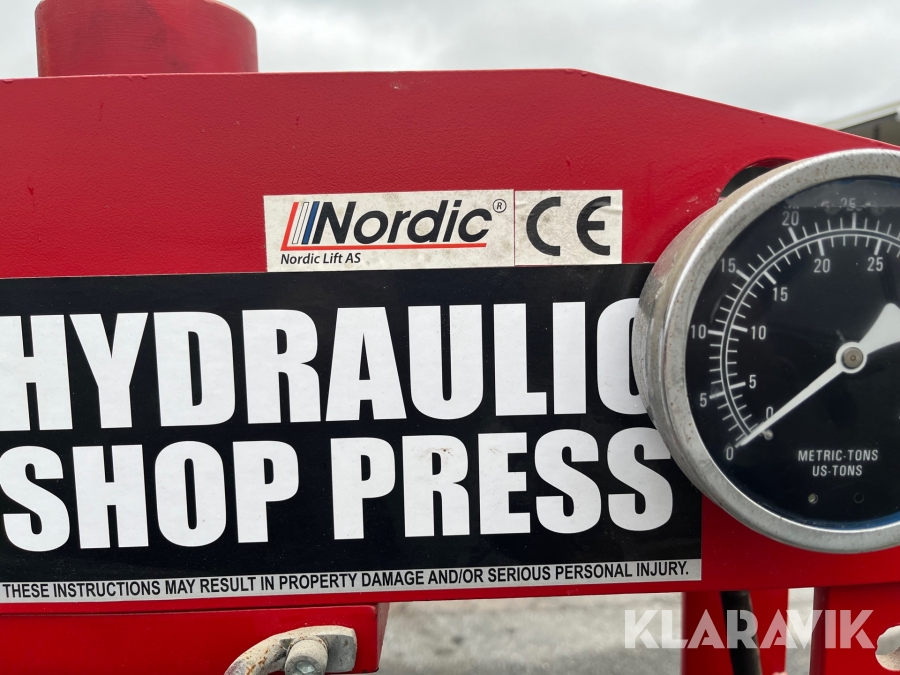 Nordic®
Nordic Lift AS
CE
HYDRAULIC
SHOP PRESS
THESE INSTRUCTIONS MAY RESULT IN PROPERTY DAMAGE AND/OR SERIOUS PERSONAL INJURY.
0 5 10 15 20 25
0 5 10 15 20 25
METRIC-TONS
US-TONS
KLARAVIK